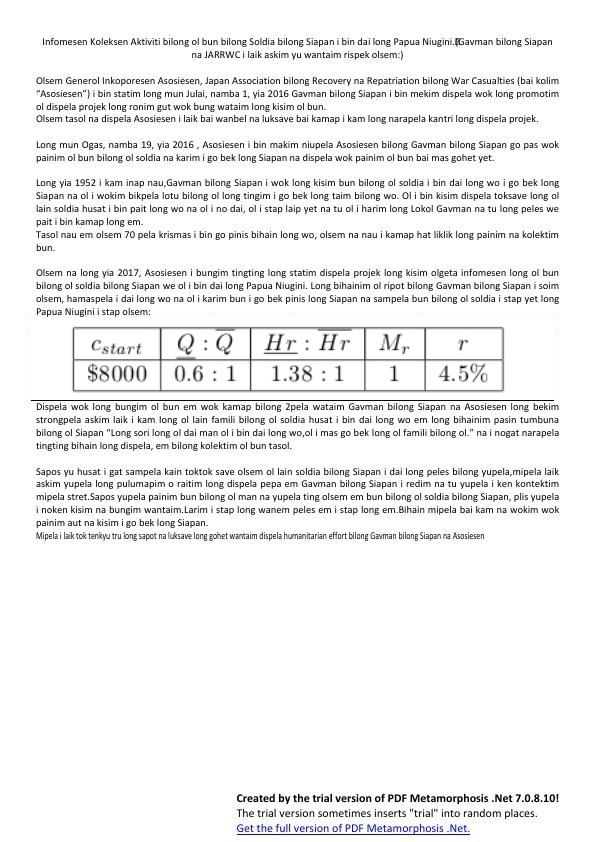 Infomesen Koleksen Aktiviti bilong ol bun bilong Soldia bilong Siapan i bin dai long Papua Niugini.(Gavman bilong Siapan
na JARRWC i laik askim yu wantaim rispek olsem:)
Olsem Generol Inkoporesen Asosiesen, Japan Association bilong Recovery na Repatriation bilong War Casualties (bai kolim
“Asosiesen”) i bin statim long mun Julai, namba 1, yia 2016 Gavman bilong Siapan i bin mekim dispela wok long promotim
ol dispela projek long ronim gut wok bung wataim long kisim ol bun.
Olsem tasol na dispela Asosiesen i laik bai wanbel na luksave bai kamap i kam long narapela kantri long dispela projek.
Long mun Ogas, namba 19, yia 2016 , Asosiesen i bin makim niupela Asosiesen bilong Gavman bilong Siapan go pas wok
painim ol bun bilong ol soldia na karim i go bek long Siapan na dispela wok painim ol bun bai mas gohet yet.
Long yia 1952 i kam inap nau,Gavman bilong Siapan i wok long kisim bun bilong ol soldia i bin dai long wo i go bek long
Siapan na ol i wokim bikpela lotu bilong ol long tingim i go bek long taim bilong wo. Ol i bin kisim dispela toksave long ol
lain soldia husat i bin pait long wo na ol i no dai, ol i stap laip yet na tu ol i harim long Lokol Gavman na tu long peles we
pait i bin kamap long em.
Tasol nau em olsem 70 pela krismas i bin go pinis bihain long wo, olsem na nau i kamap hat liklik long painim na kolektim
bun.
Olsem na long yia 2017, Asosiesen i bungim tingting long statim dispela projek long kisim olgeta infomesen long ol bun
bilong ol soldia bilong Siapan we ol i bin dai long Papua Niugini. Long bihainim ol ripot bilong Gavman bilong Siapan i soim
olsem, hamaspela i dai long wo na ol i karim bun i go bek pinis long Siapan na sampela bun bilong ol soldia i stap yet long
Papua Niugini i stap olsem:
c_start Q : Q̅ Hr : H̅r̅ M_r r
$8000 0.6 : 1 1.38 : 1 1 4.5%
Dispela wok long bungim ol bun em wok kamap bilong 2pela wataim Gavman bilong Siapan na Asosiesen long bekim
strongpela askim laik i kam long ol lain famili bilong ol soldia husat i bin dai long wo em long bihainim pasin tumbuna
bilong ol Siapan “Long sori long ol dai man ol i bin dai long wo,ol i mas go bek long ol famili bilong ol.” na i nogat narapela
tingting bihain long dispela, em bilong kolektim ol bun tasol.
Sapos yu husat i gat sampela kain toktok save olsem ol lain soldia bilong Siapan i dai long peles bilong yupela,mipela laik
askim yupela long pulumapim o raitim long dispela pepa em Gavman bilong Siapan i redim na tu yupela i ken kontektim
mipela stret.Sapos yupela painim bun bilong ol man na yupela ting olsem em bun bilong ol soldia bilong Siapan, plis yupela
i noken kisim na bungim wantaim.Larim i stap long wanem peles em i stap long em.Bihain mipela bai kam na wokim wok
painim aut na kisim i go bek long Siapan.
Mipela i laik tok tenkyu tru long sapot na luksave long gohet wantaim dispela humanitarian effort bilong Gavman bilong Siapan na Asosiesen
Created by the trial version of PDF Metamorphosis .Net 7.0.8.10!
The trial version sometimes inserts "trial" into random places.
Get the full version of PDF Metamorphosis .Net.